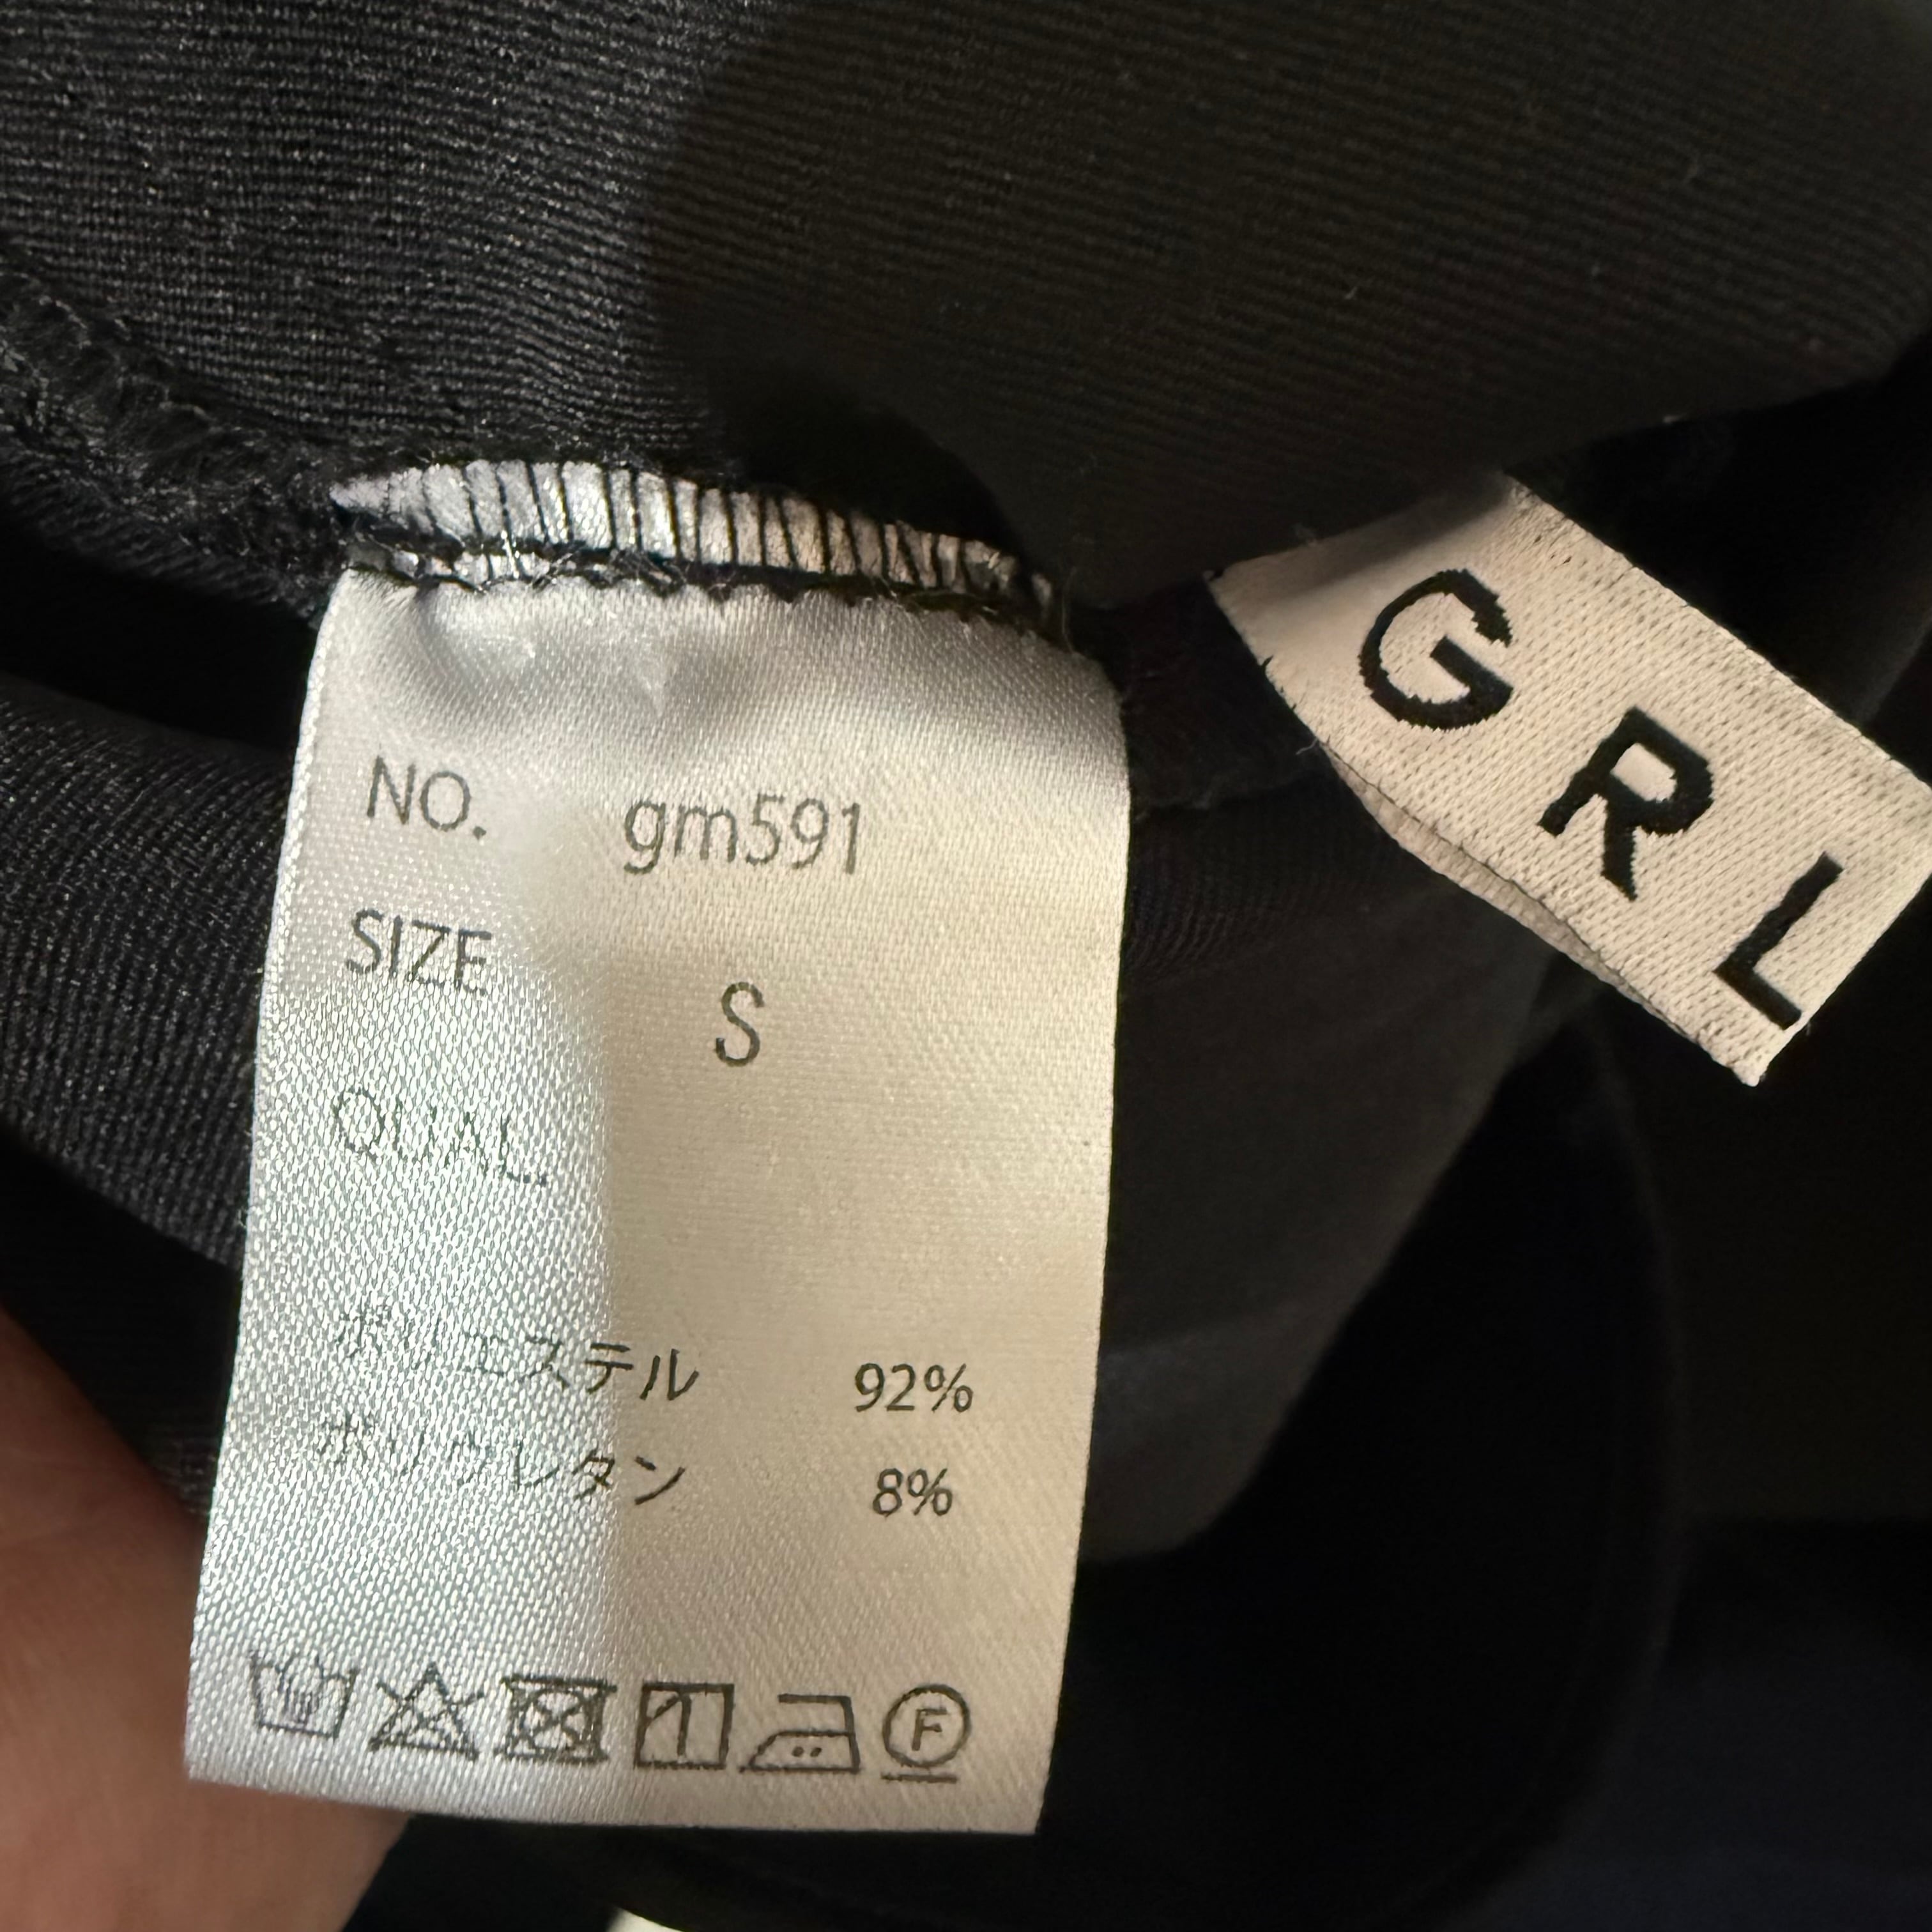 NO. gm591
SIZE
S
QUAL.
ポリエステル 92%
ポリウレタン 8%
F
GRL